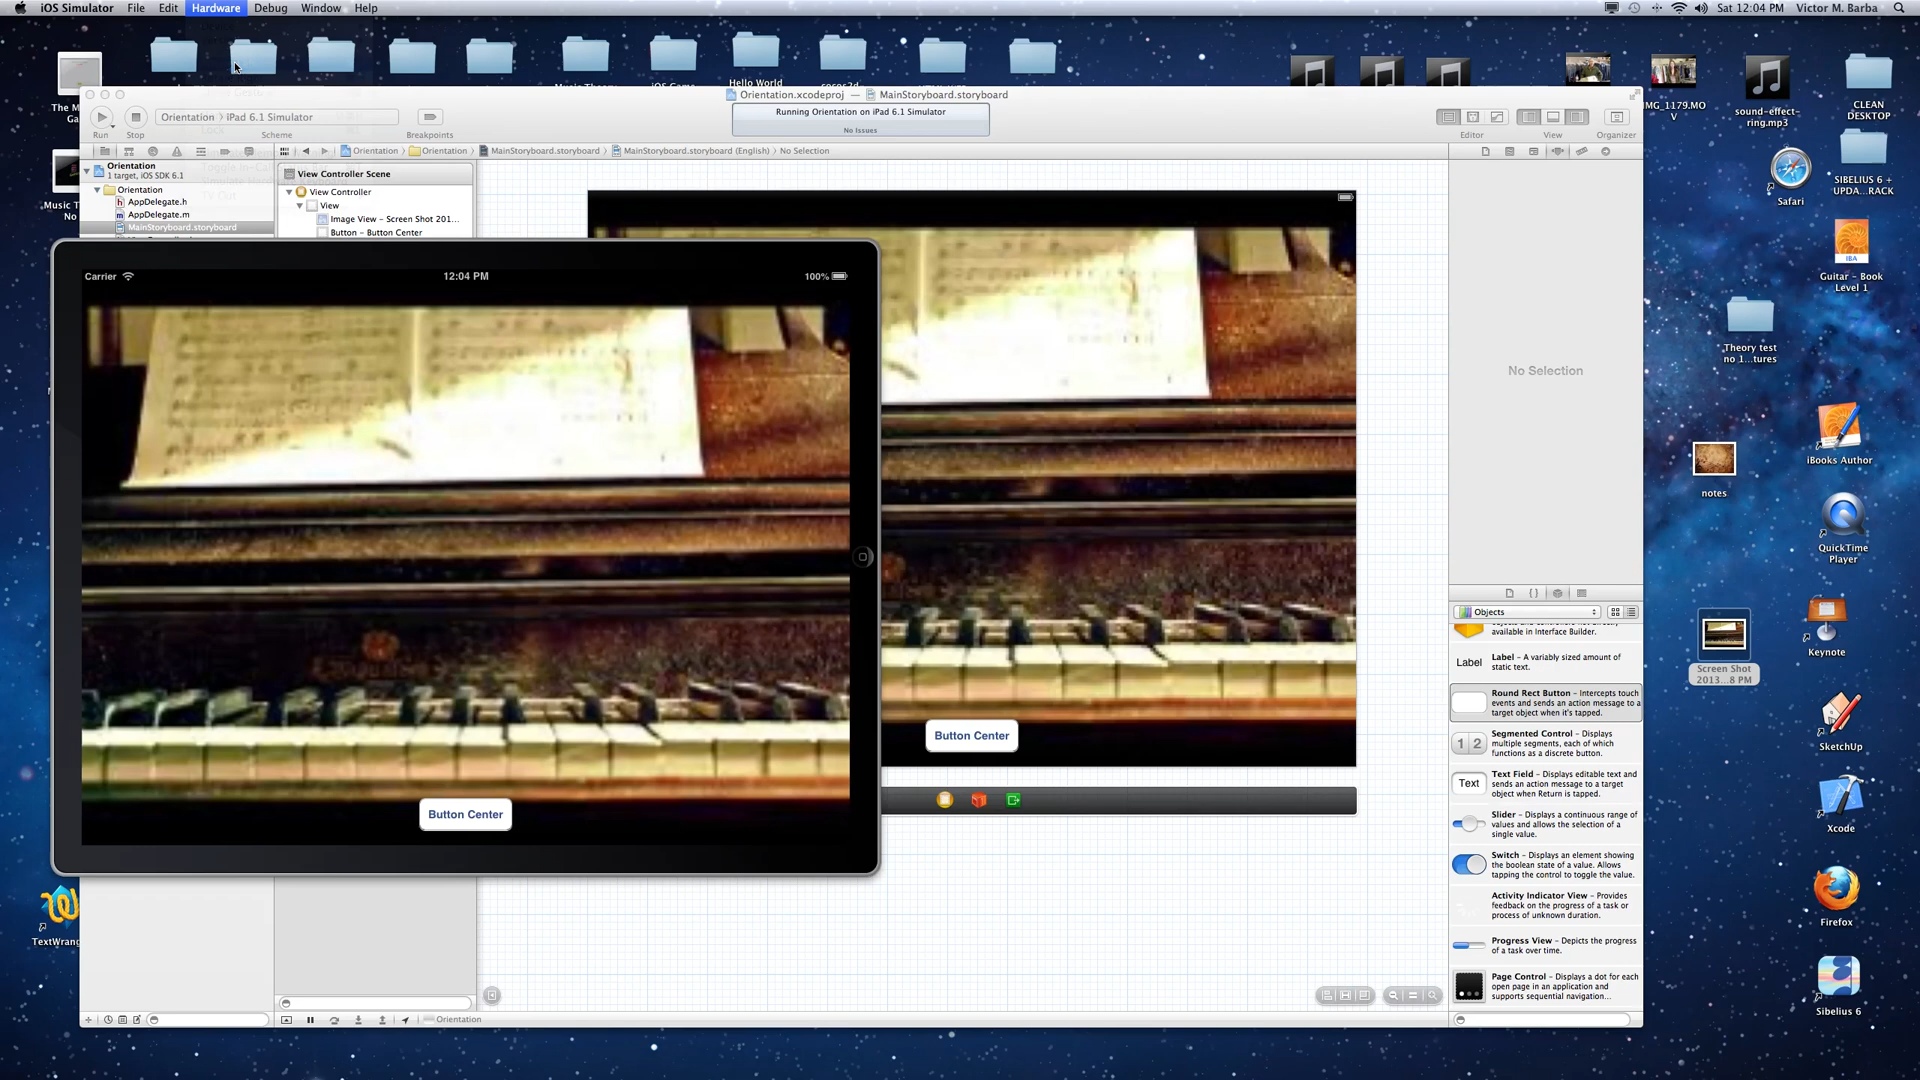 iOS Simulator File Edit Hardware Debug Window Help
Sat 12:04 PM Victor M. Barba
Hello World
IMG_1179.MO
V
sound-effect-
ring.mp3
CLEAN
DESKTOP
Orientation.xcodeproj — MainStoryboard.storyboard
Orientation 〉 iPad 6.1 Simulator
Running Orientation on iPad 6.1 Simulator
No Issues
Run Stop Scheme Breakpoints
Editor View Organizer
Orientation 〉 Orientation 〉 MainStoryboard.storyboard 〉 MainStoryboard.storyboard (English) 〉 No Selection
Orientation
1 target, iOS SDK 6.1
Orientation
AppDelegate.h
AppDelegate.m
MainStoryboard.storyboard
View Controller Scene
View Controller
View
Image View – Screen Shot 201...
Button – Button Center
Carrier 12:04 PM 100%
Button Center
Button Center
No Selection
Objects
available in Interface Builder.
Label
Label – A variably sized amount of
static text.
Round Rect Button – Intercepts touch
events and sends an action message to a
target object when it's tapped.
1 2
Segmented Control – Displays
multiple segments, each of which
functions as a discrete button.
Text
Text Field – Displays editable text and
sends an action message to a target
object when Return is tapped.
Slider – Displays a continuous range of
values and allows the selection of a
single value.
Switch – Displays an element showing
the boolean state of a value. Allows
tapping the control to toggle the value.
Activity Indicator View – Provides
feedback on the progress of a task or
process of unknown duration.
Progress View – Depicts the progress
of a task over time.
Page Control – Displays a dot for each
open page in an application and
supports sequential navigation...
Orientation
Safari
SIBELIUS 6 +
UPDA...RACK
IBA
Guitar – Book
Level 1
Theory test
no 1...tures
iBooks Author
notes
QuickTime
Player
Screen Shot
2013...8 PM
Keynote
SketchUp
Xcode
Firefox
Sibelius 6
The M
Ga
Music T
No
TextWrang